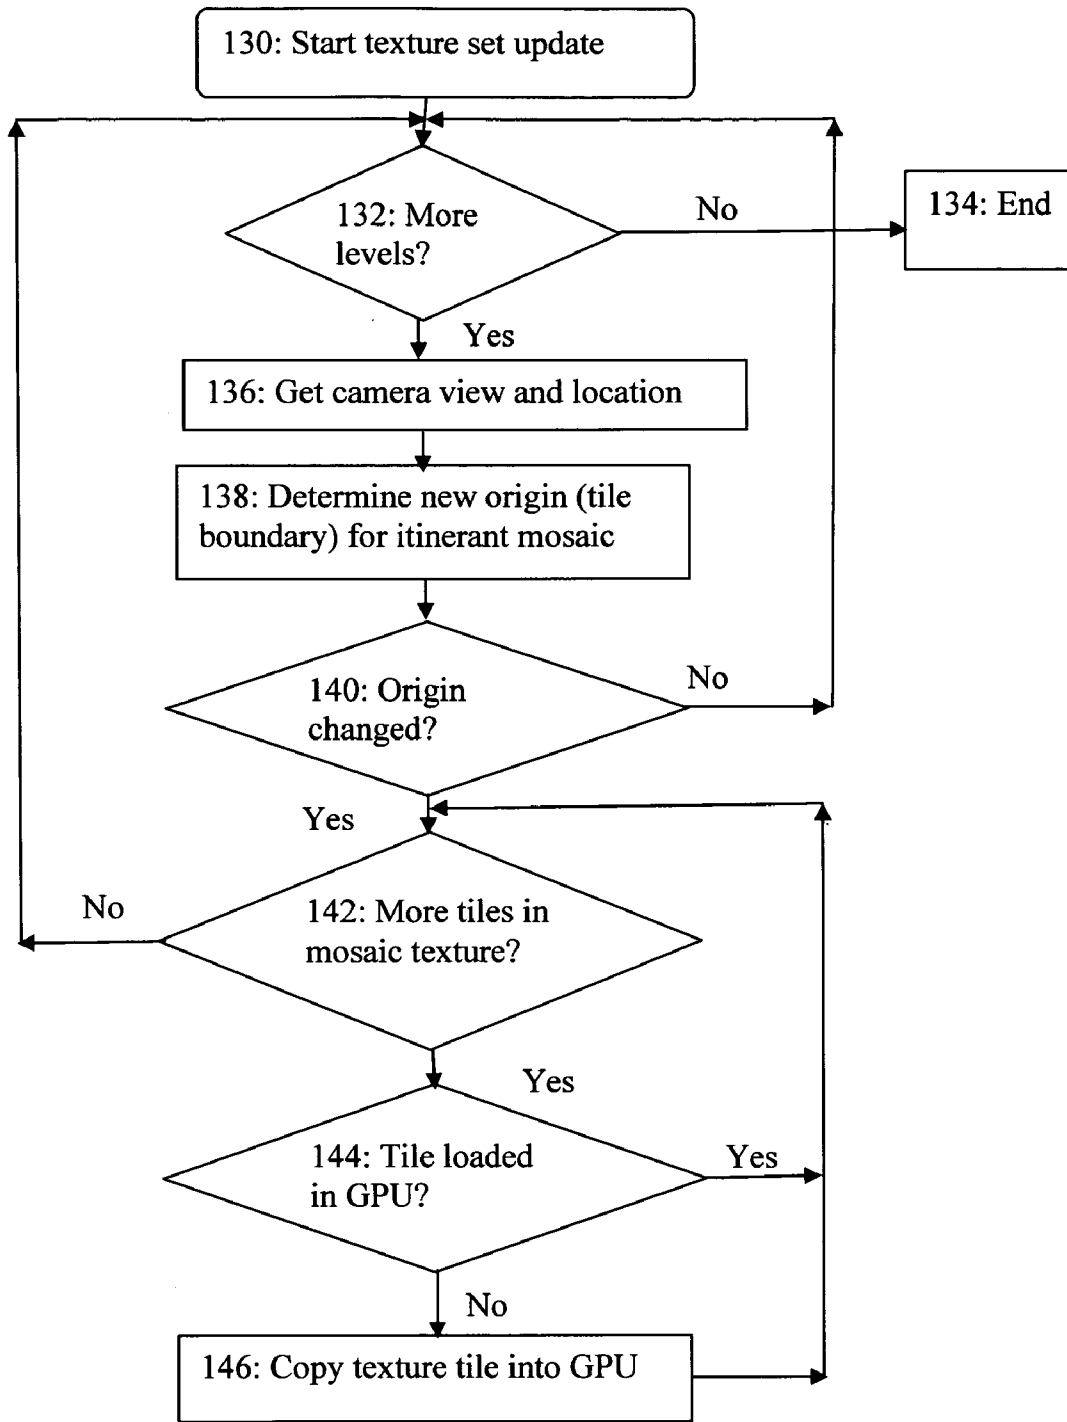 130: Start texture set update
132: More
levels?
No
134: End
Yes
136: Get camera view and location
138: Determine new origin (tile
boundary) for itinerant mosaic
140: Origin
changed?
No
Yes
142: More tiles in
mosaic texture?
No
Yes
144: Tile loaded
in GPU?
Yes
No
146: Copy texture tile into GPU